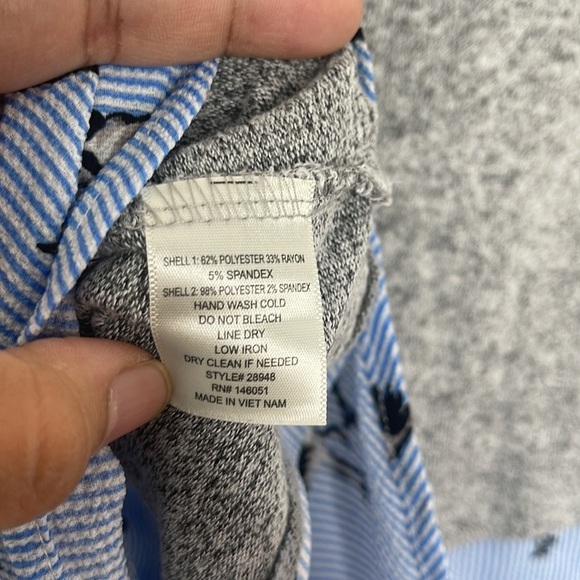 SHELL 1: 62% POLYESTER 33% RAYON
5% SPANDEX
SHELL 2: 98% POLYESTER 2% SPANDEX
HAND WASH COLD
DO NOT BLEACH
LINE DRY
LOW IRON
DRY CLEAN IF NEEDED
STYLE# 28948
RN# 146051
MADE IN VIET NAM